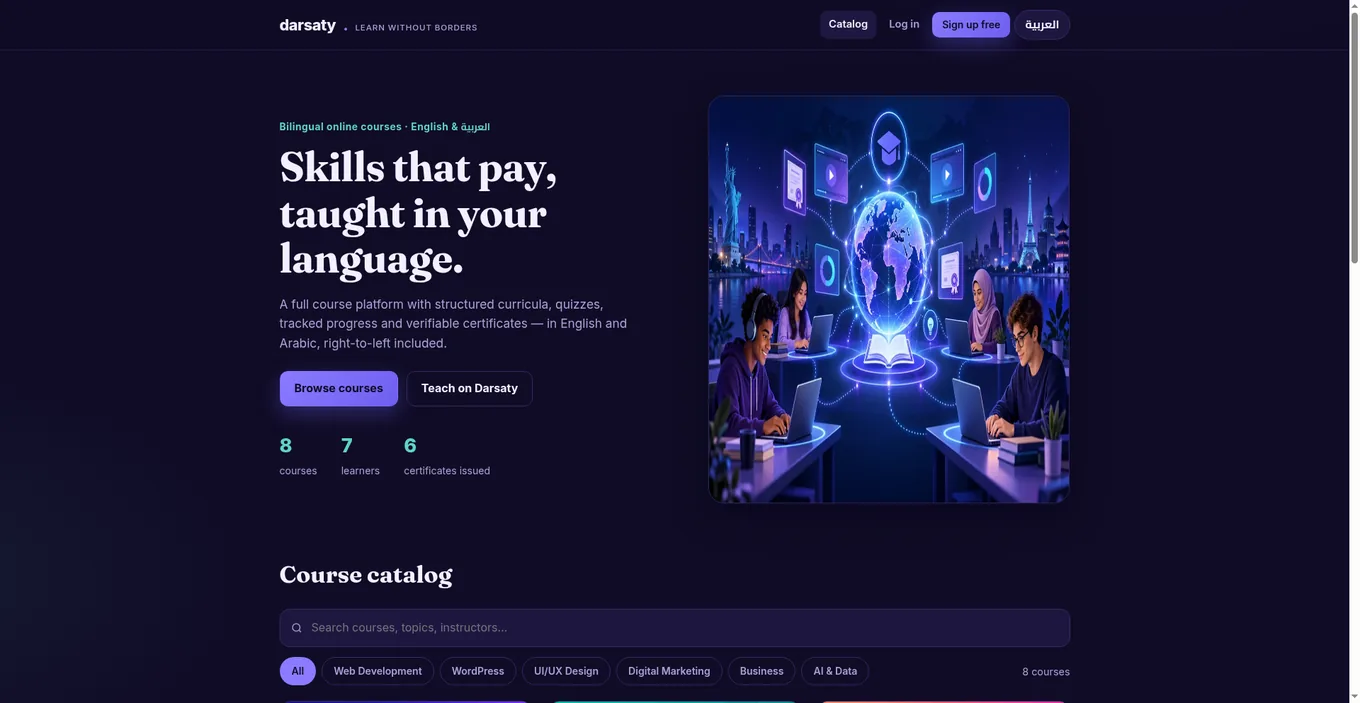 darsaty . LEARN WITHOUT BORDERS
Catalog Log in Sign up free العربية
Bilingual online courses · English & العربية
Skills that pay,
taught in your
language.
A full course platform with structured curricula, quizzes,
tracked progress and verifiable certificates — in English and
Arabic, right-to-left included.
Browse courses Teach on Darsaty
8 7 6
courses learners certificates issued
Course catalog
Search courses, topics, instructors...
All Web Development WordPress UI/UX Design Digital Marketing Business AI & Data 8 courses